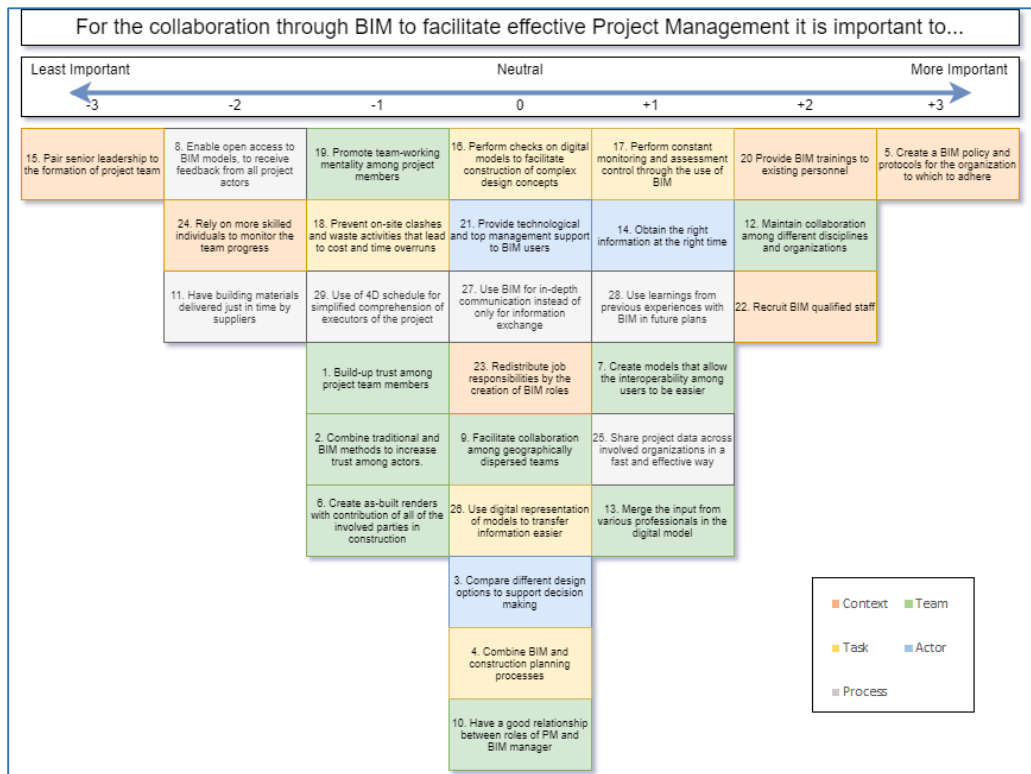 For the collaboration through BIM to facilitate effective Project Management it is important to...
Least Important
Neutral
More Important
-3
-2
-1
0
+1
+2
+3
15. Pair senior leadership to
the formation of project team
8. Enable open access to
BIM models, to receive
feedback from all project
actors
19. Promote team-working
mentality among project
members
16. Perform checks on digital
models to facilitate
construction of complex
design concepts
17. Perform constant
monitoring and assessment
control through the use of
BIM
20 Provide BIM trainings to
existing personnel
5. Create a BIM policy and
protocols for the organization
to which to adhere
24. Rely on more skilled
individuals to monitor the
team progress
18. Prevent on-site clashes
and waste activities that lead
to cost and time overruns
21. Provide technological
and top management support
to BIM users
14. Obtain the right
information at the right time
12. Maintain collaboration
among different disciplines
and organizations
11. Have building materials
delivered just in time by
suppliers
29. Use of 4D schedule for
simplified comprehension of
executors of the project
27. Use BIM for in-depth
communication instead of
only for information
exchange
28. Use learnings from
previous experiences with
BIM in future plans
22. Recruit BIM qualified staff
1. Build-up trust among
project team members
23. Redistribute job
responsibilities by the
creation of BIM roles
7. Create models that allow
the interoperability among
users to be easier
2. Combine traditional and
BIM methods to increase
trust among actors.
9. Facilitate collaboration
among geographically
dispersed teams
25. Share project data across
involved organizations in a
fast and effective way
6. Create as-built renders
with contribution of all of the
involved parties in
construction
26. Use digital representation
of models to transfer
information easier
13. Merge the input from
various professionals in the
digital model
3. Compare different design
options to support decision
making
4. Combine BIM and
construction planning
processes
10. Have a good relationship
between roles of PM and
BIM manager
Context
Team
Task
Actor
Process